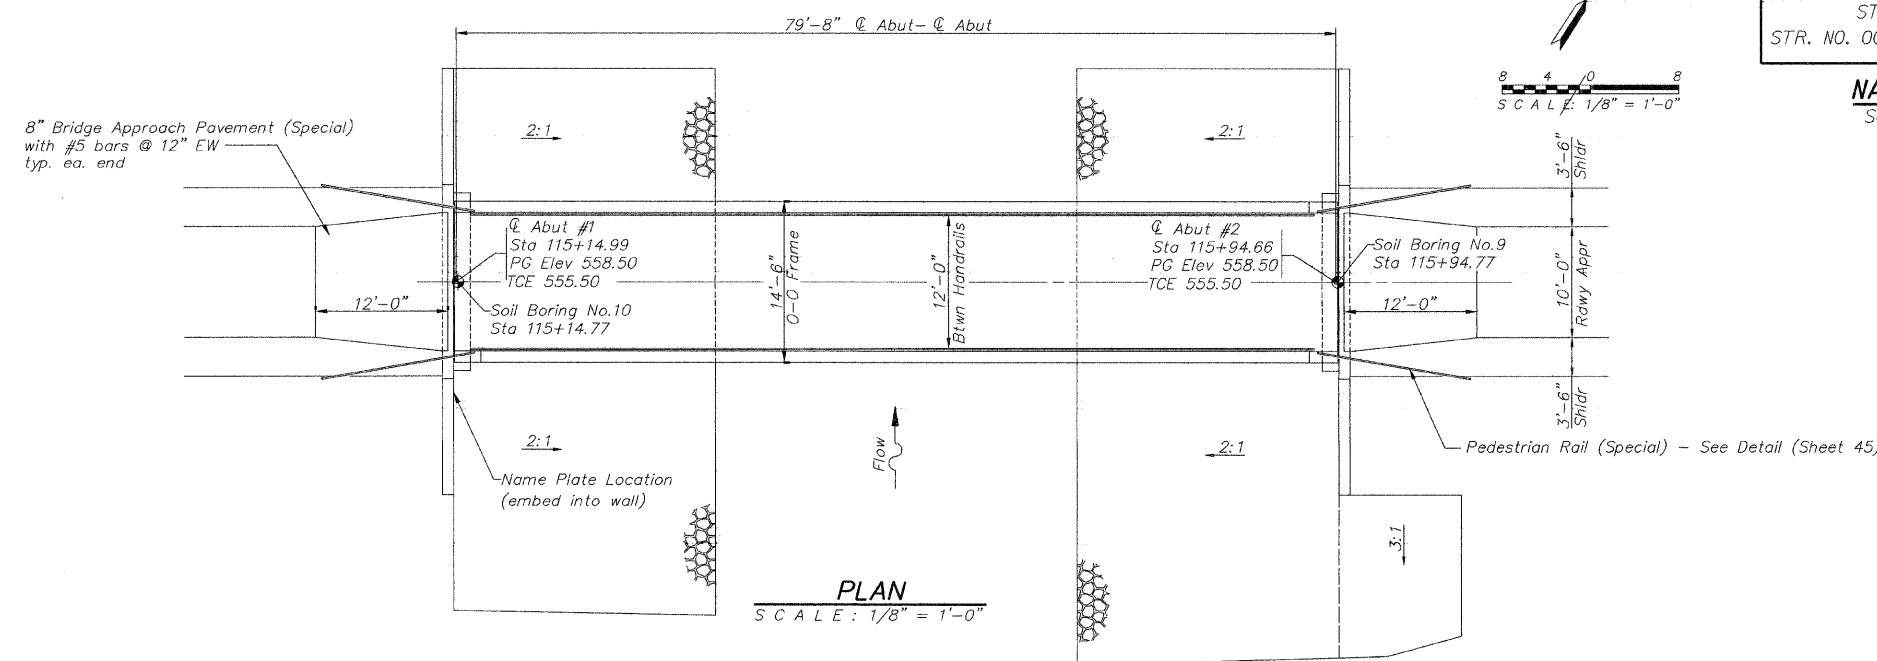 79'-8" ℄ Abut- ℄ Abut
ST
STR. NO. 00
8 4 0 8
SCALE: 1/8" = 1'-0"
NA
8" Bridge Approach Pavement (Special)
with #5 bars @ 12" EW
typ. ea. end
2:1
2:1
3'-6"
Shldr
℄ Abut #1
Sta 115+14.99
PG Elev 558.50
TCE 555.50
14'-6"
O-O Frame
12'-0"
Btwn Handrails
℄ Abut #2
Sta 115+94.66
PG Elev 558.50
TCE 555.50
Soil Boring No.9
Sta 115+94.77
12'-0"
Soil Boring No.10
Sta 115+14.77
12'-0"
10'-0"
Rdwy Appr
3'-6"
Shldr
2:1
Flow
2:1
Pedestrian Rail (Special) - See Detail (Sheet 45)
Name Plate Location
(embed into wall)
3:1
PLAN
SCALE: 1/8" = 1'-0"